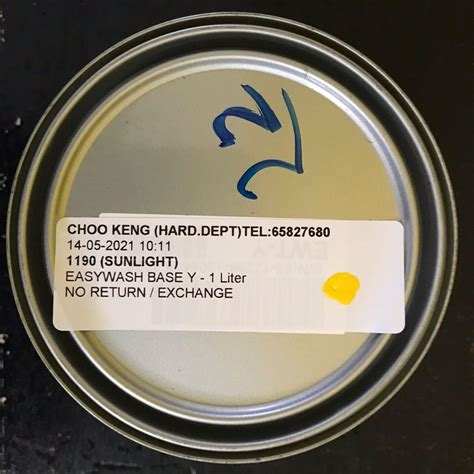 CHOO KENG (HARD.DEPT)TEL:65827680
14-05-2021 10:11
1190 (SUNLIGHT)
EASYWASH BASE Y - 1 Liter
NO RETURN / EXCHANGE